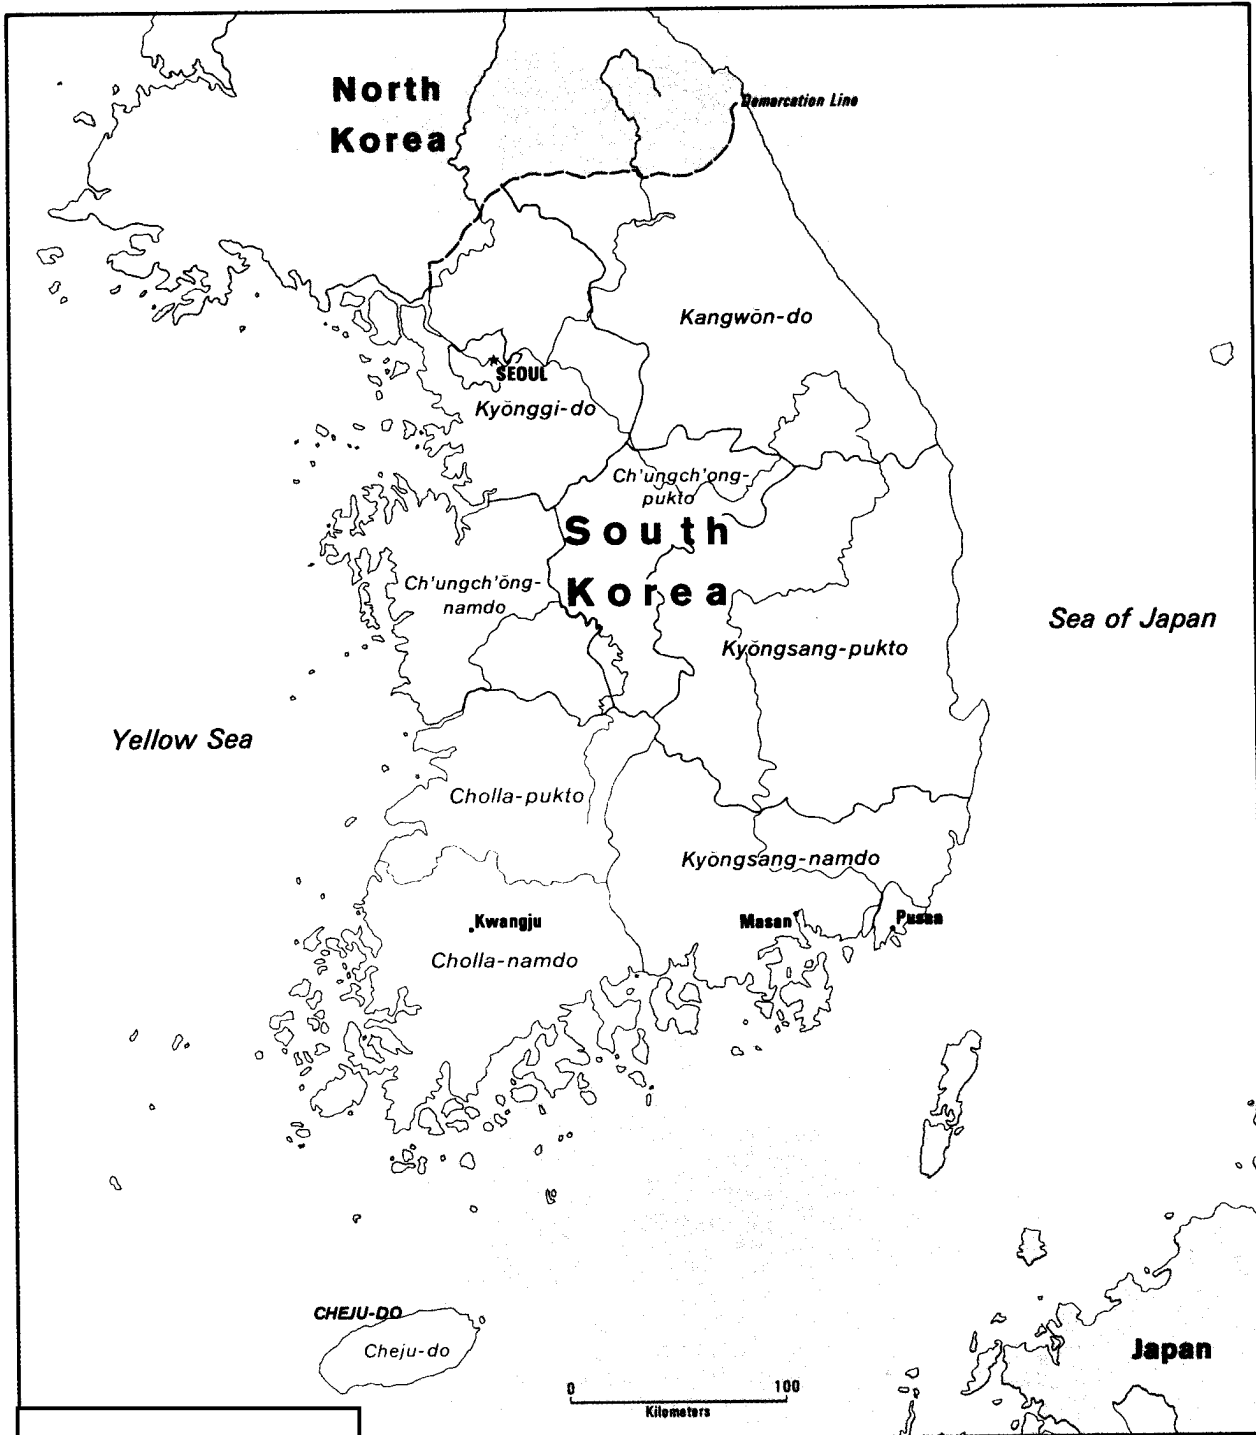 North
Korea
Demarcation Line
Kangwŏn-do
SEOUL
Kyŏnggi-do
Ch'ungch'ong-
pukto
South
Korea
Ch'ungch'ŏng-
namdo
Sea of Japan
Kyŏngsang-pukto
Yellow Sea
Cholla-pukto
Kyŏngsang-namdo
Kwangju
Masan
Pusan
Cholla-namdo
CHEJU-DO
Cheju-do
Japan
0 100
Kilometers